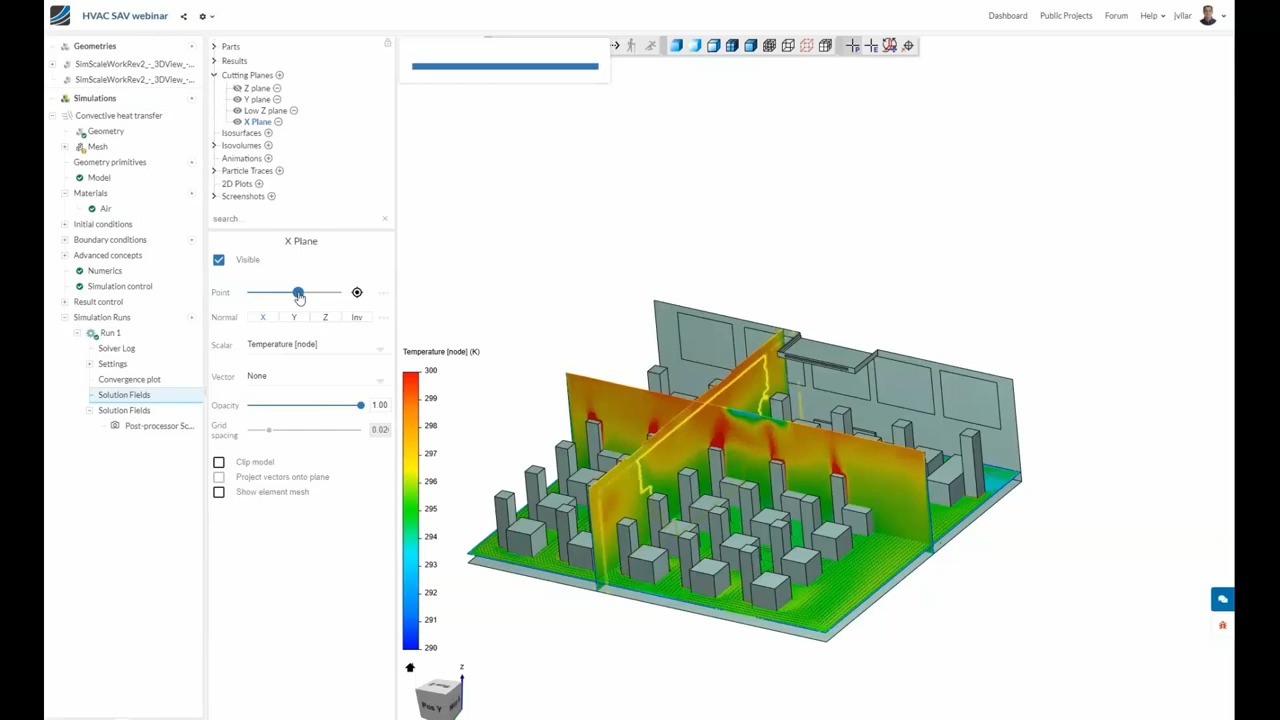 HVAC SAV webinar
Dashboard
Public Projects
Forum
Help
jvilar
Geometries
SimScaleWorkRev2_-_3DView_-...
SimScaleWorkRev2_-_3DView_-...
Simulations
Convective heat transfer
Geometry
Mesh
Geometry primitives
Model
Materials
Air
Initial conditions
Boundary conditions
Advanced concepts
Numerics
Simulation control
Result control
Simulation Runs
Run 1
Solver Log
Settings
Convergence plot
Solution Fields
Solution Fields
Post-processor Sc...
Parts
Results
Cutting Planes
Z plane
Y plane
Low Z plane
X Plane
Isosurfaces
Isovolumes
Animations
Particle Traces
2D Plots
Screenshots
search...
X Plane
Visible
Point
Normal X Y Z Inv
Scalar Temperature [node]
Vector None
Opacity 1.00
Grid spacing 0.02
Clip model
Project vectors onto plane
Show element mesh
Temperature [node] (K)
300
299
298
297
296
295
294
293
292
291
290
Z
Pos Y